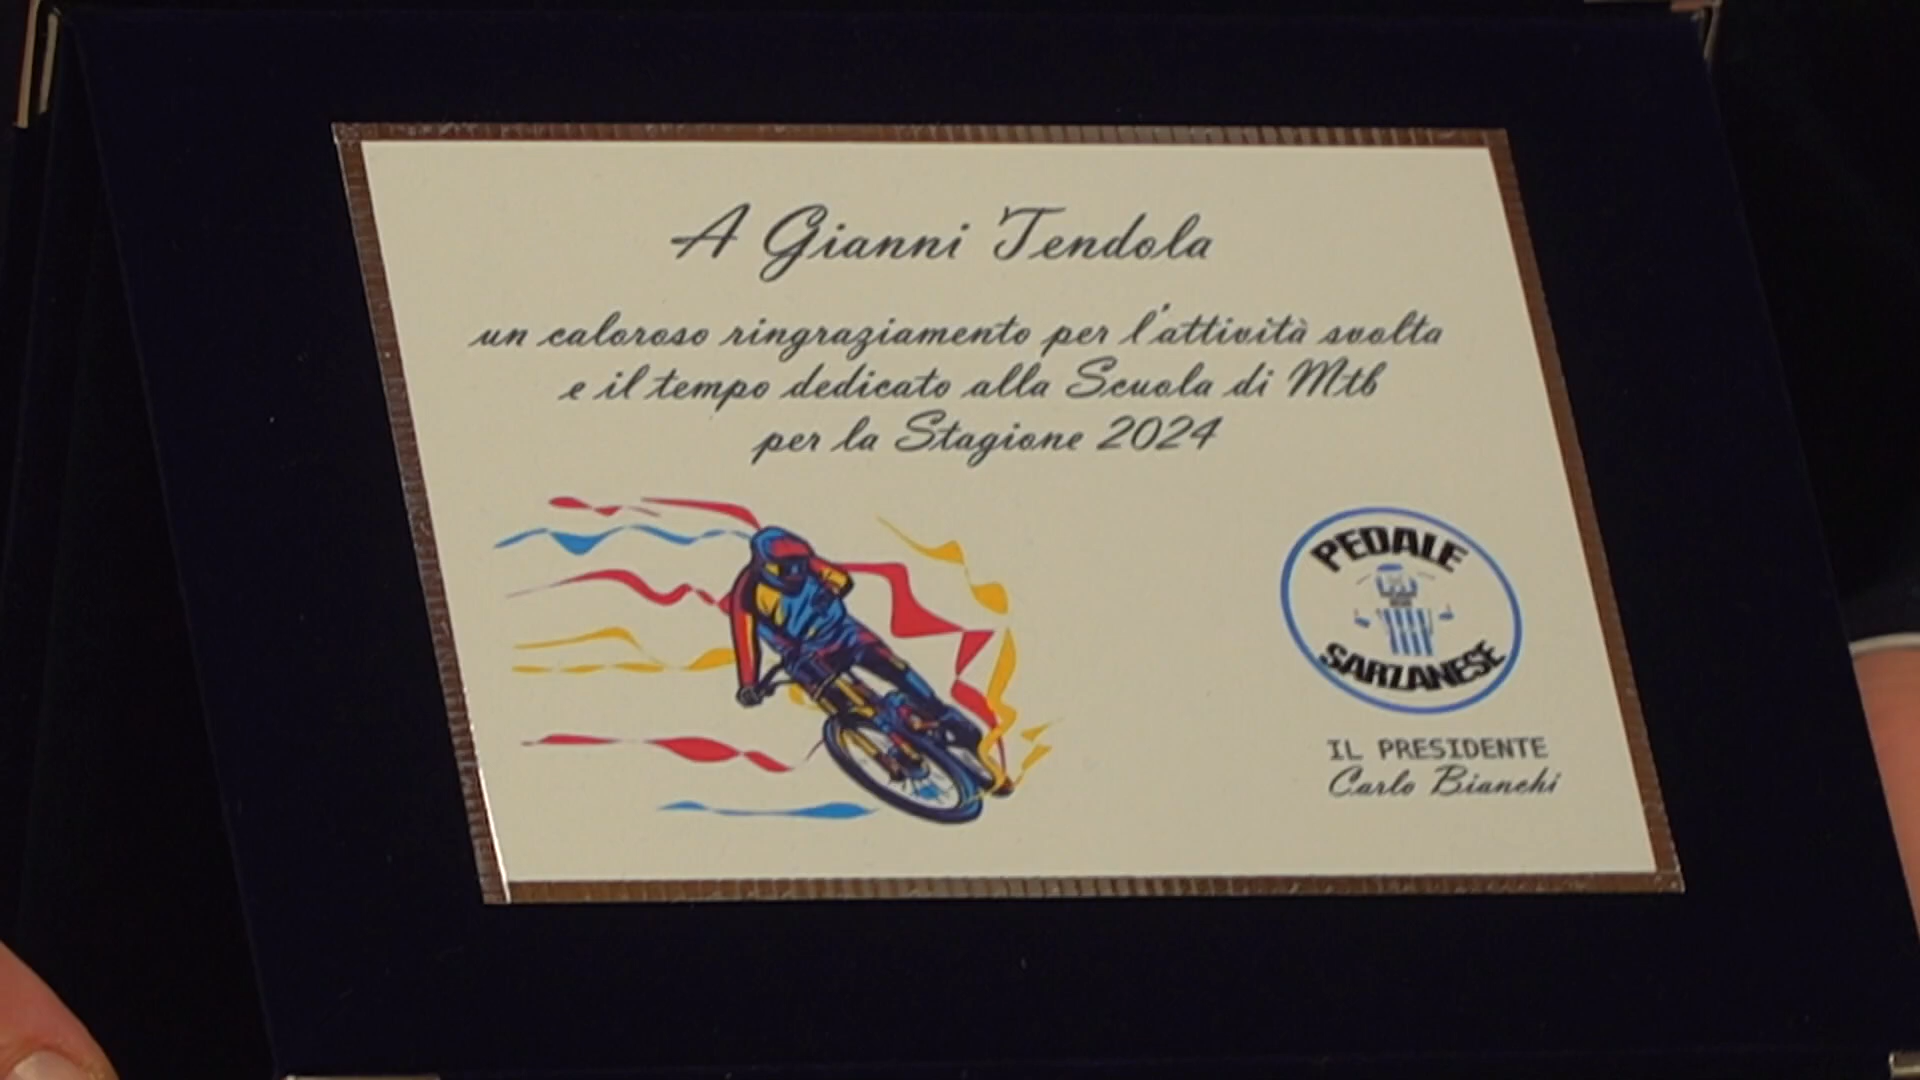 A Gianni Tendola
un caloroso ringraziamento per l'attività svolta
e il tempo dedicato alla Scuola di Mtb
per la Stagione 2024
PEDALE
SARZANESE
IL PRESIDENTE
Carlo Bianchi